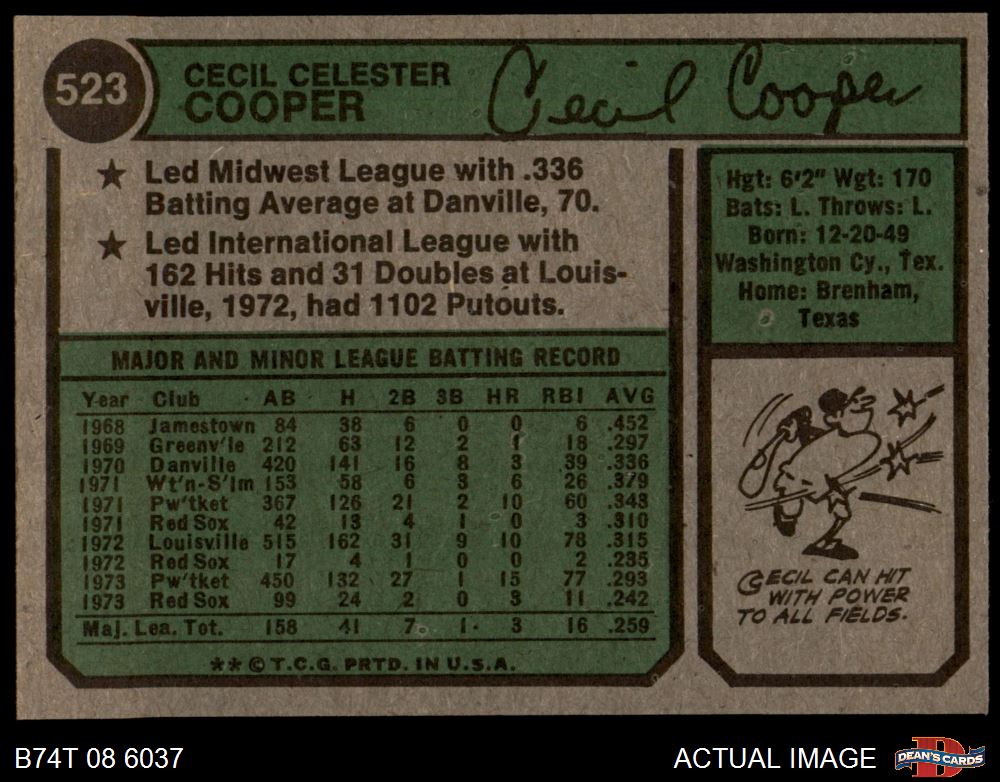 523
CECIL CELESTER
COOPER
Cecil Cooper
★ Led Midwest League with .336
Batting Average at Danville, 70.
★ Led International League with
162 Hits and 31 Doubles at Louis-
ville, 1972, had 1102 Putouts.
Hgt: 6'2" Wgt: 170
Bats: L. Throws: L.
Born: 12-20-49
Washington Cy., Tex.
Home: Brenham,
Texas
MAJOR AND MINOR LEAGUE BATTING RECORD
Year Club AB H 2B 3B HR RBI AVG
1968 Jamestown 84 38 6 0 0 6 .452
1969 Greenv'le 212 63 12 2 1 18 .297
1970 Danville 420 141 16 8 3 39 .336
1971 Wt'n-S'lm 153 58 6 3 6 26 .379
1971 Pw'tket 367 126 21 2 10 60 .343
1971 Red Sox 42 13 4 1 0 3 .310
1972 Louisville 515 162 31 9 10 78 .315
1972 Red Sox 17 4 1 0 0 2 .235
1973 Pw'tket 450 132 27 1 15 77 .293
1973 Red Sox 99 24 2 0 3 11 .242
Maj. Lea. Tot. 158 41 7 1 3 16 .259
** © T.C.G. PRTD. IN U.S.A.
CECIL CAN HIT
WITH POWER
TO ALL FIELDS.
B74T 08 6037
ACTUAL IMAGE
D
DEAN'S CARDS